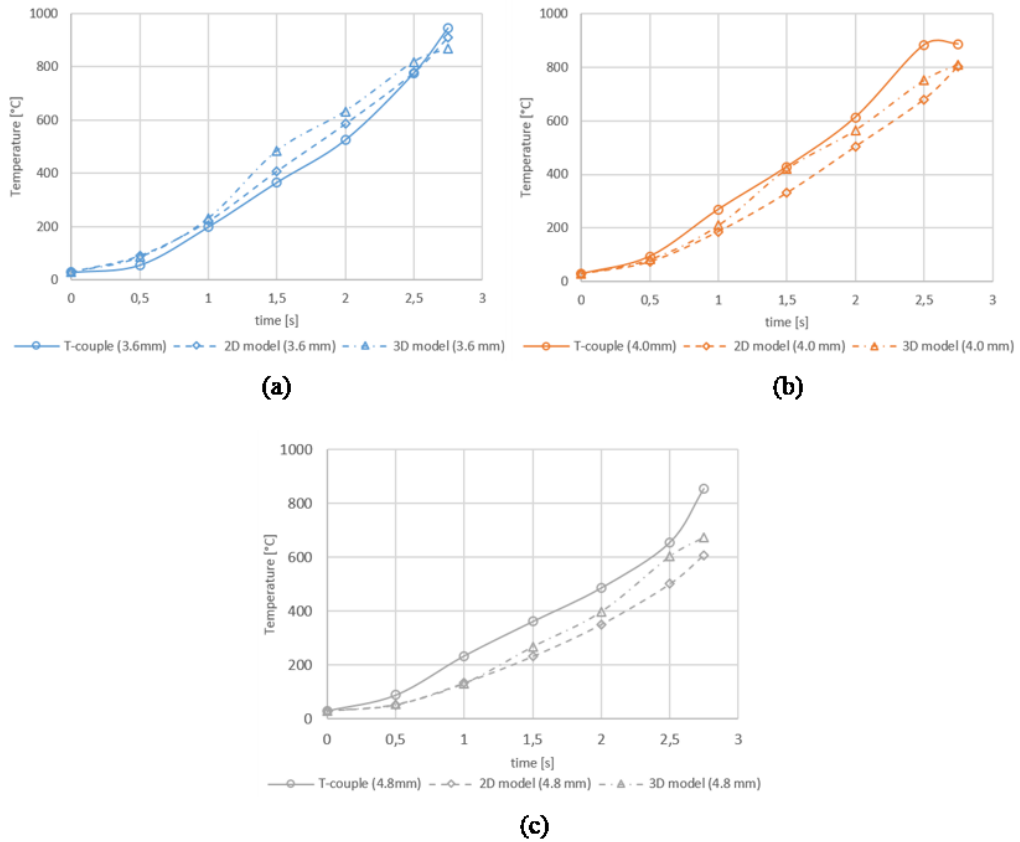 1000
800
600
400
200
0
Temperature [°C]
0 0,5 1 1,5 2 2,5 3
time [s]
T-couple (3.6mm) 2D model (3.6 mm) 3D model (3.6 mm)
(a)
1000
800
600
400
200
0
Temperature [°C]
0 0,5 1 1,5 2 2,5 3
time [s]
T-couple (4.0mm) 2D model (4.0 mm) 3D model (4.0 mm)
(b)
1000
800
600
400
200
0
Temperature [°C]
0 0,5 1 1,5 2 2,5 3
time [s]
T-couple (4.8mm) 2D model (4.8 mm) 3D model (4.8 mm)
(c)